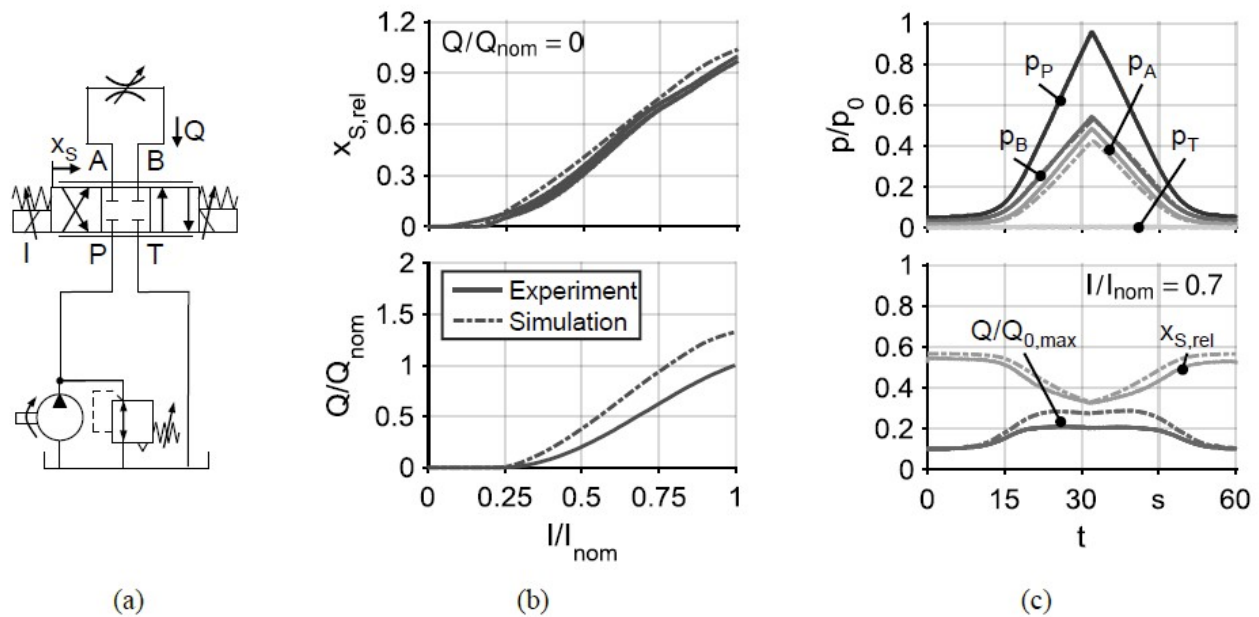 x_S
A
B
Q
I
P
T
(a)
1.2
0.9
0.6
0.3
0
x_S,rel
Q/Q_nom = 0
2
1.5
1
0.5
0
Q/Q_nom
Experiment
Simulation
0 0.25 0.5 0.75 1
I/I_nom
(b)
1
0.8
0.6
0.4
0.2
0
p/p_0
p_P
p_A
p_B
p_T
1
0.8
0.6
0.4
0.2
0
I/I_nom = 0.7
Q/Q_0,max
x_S,rel
0 15 30 s 60
t
(c)